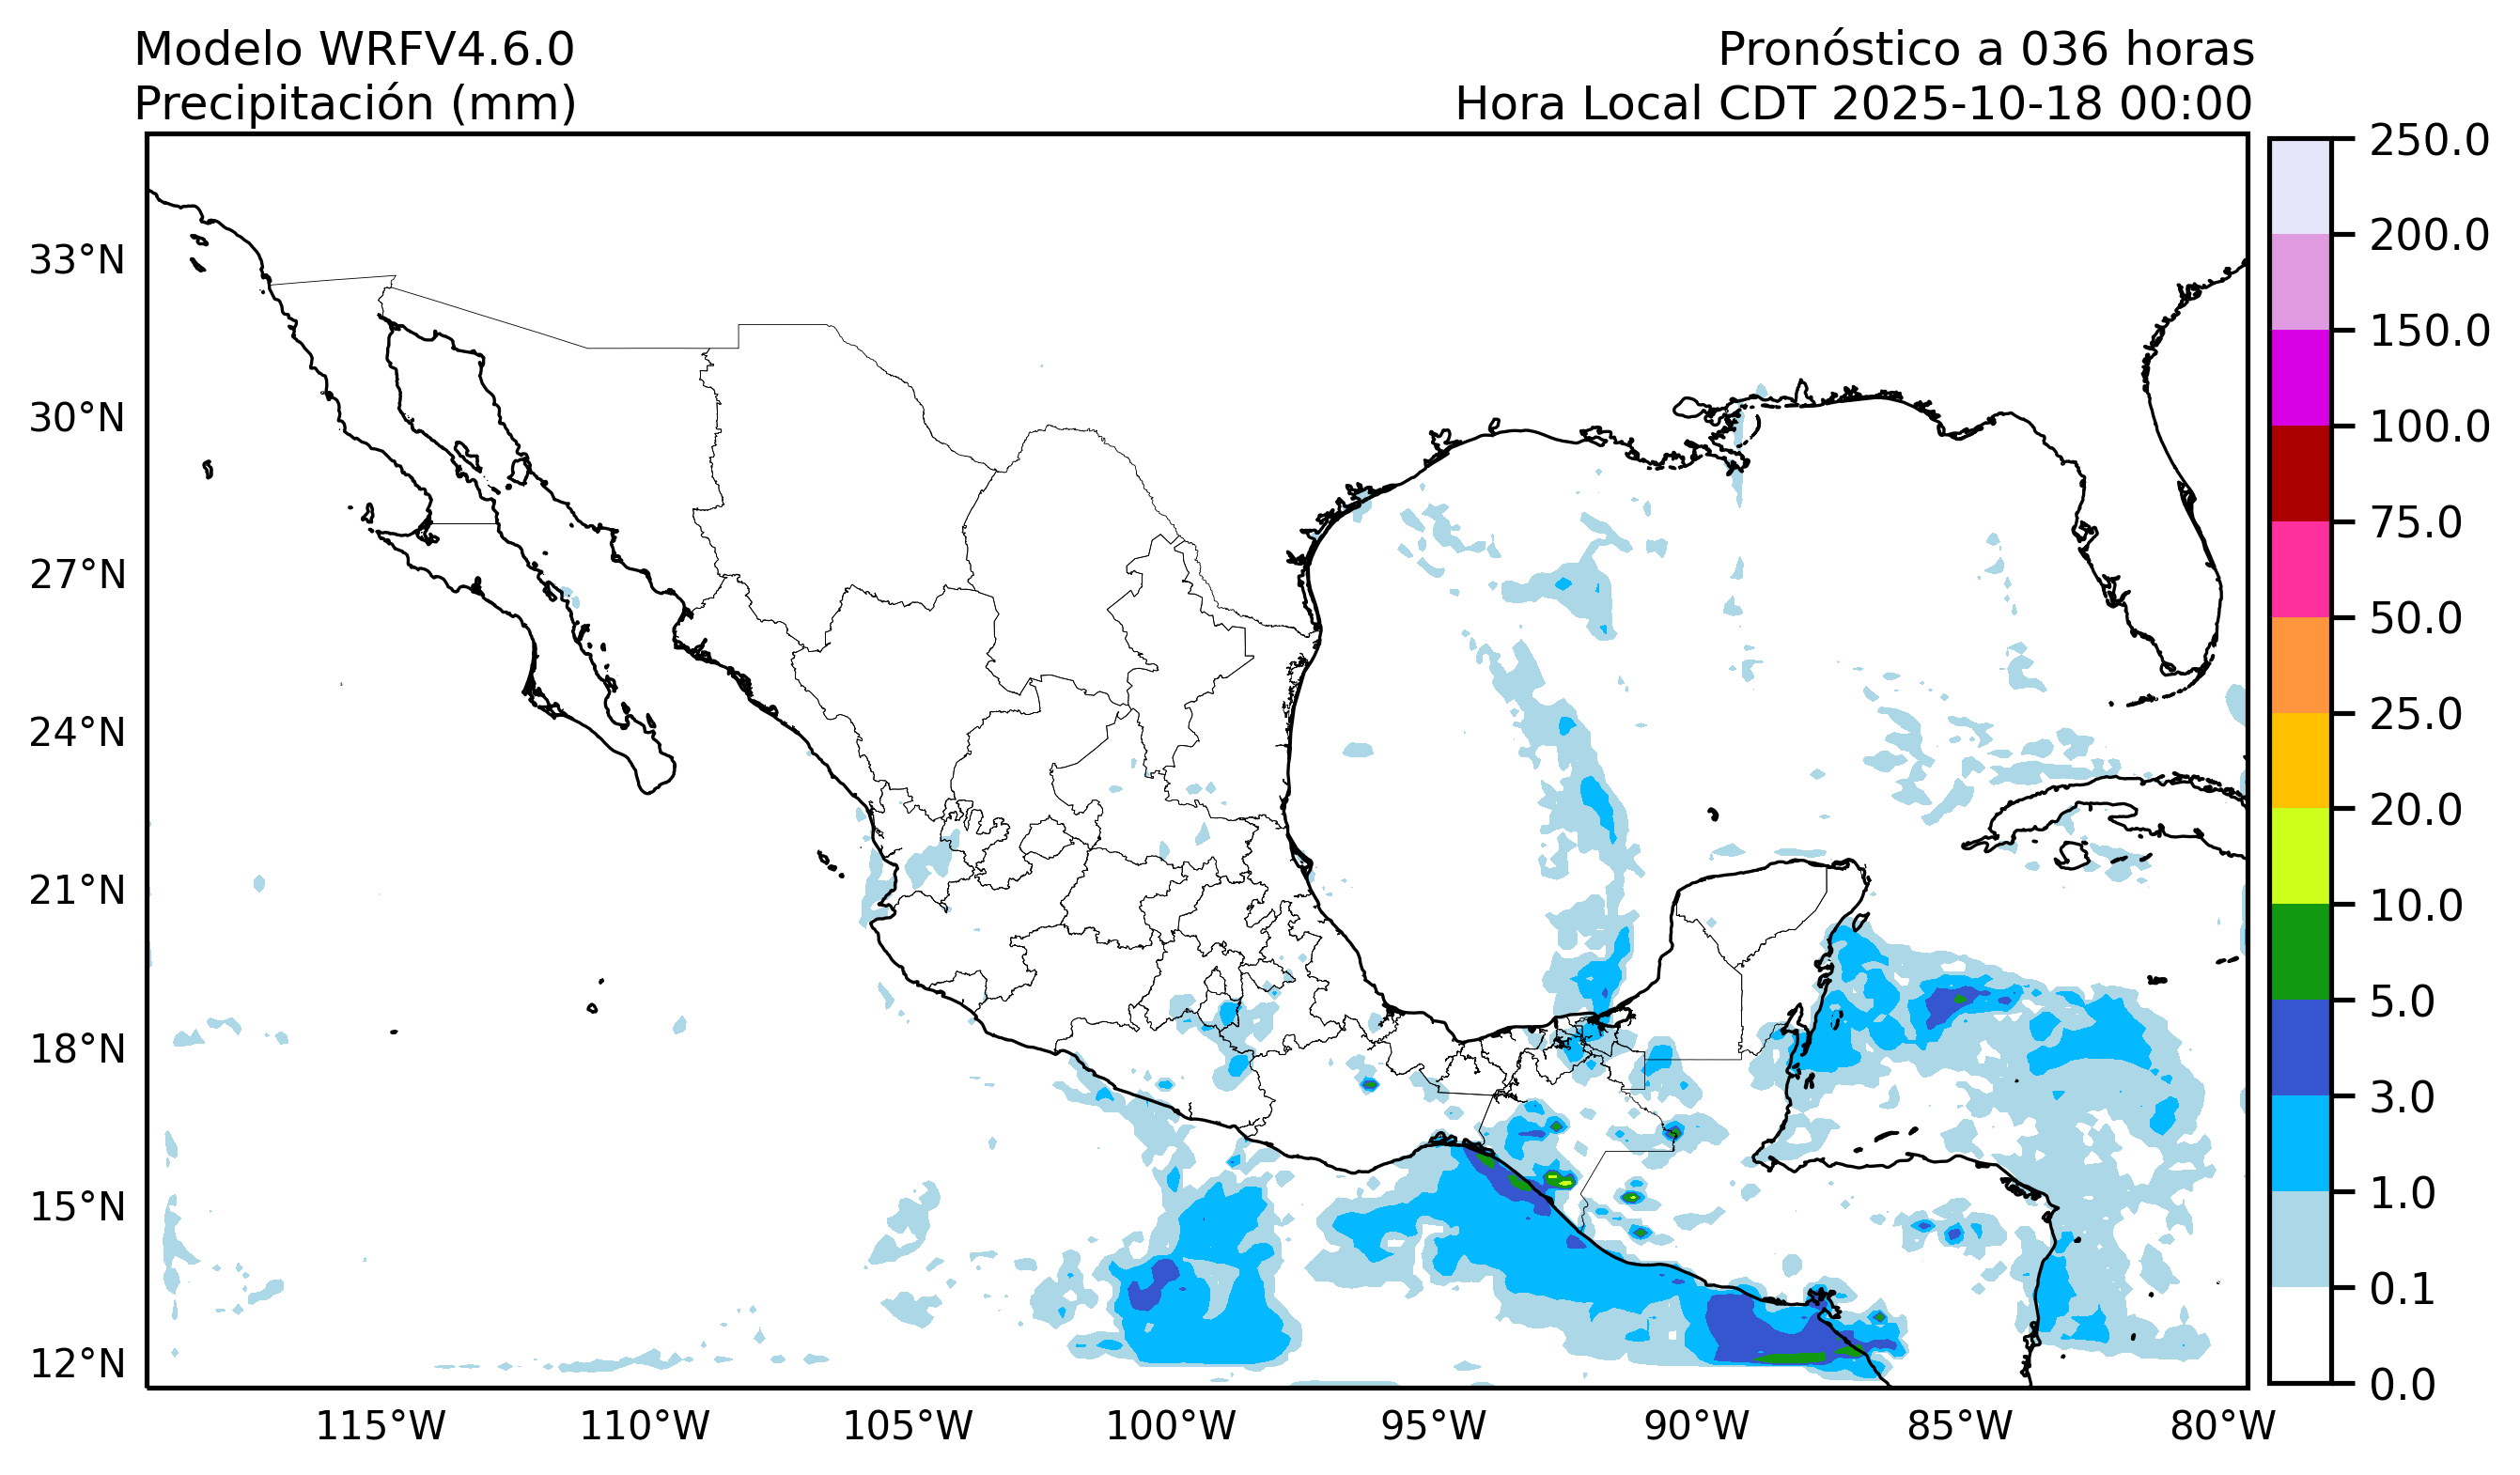 Modelo WRFV4.6.0
Precipitación (mm)
Pronóstico a 036 horas
Hora Local CDT 2025-10-18 00:00
33°N
30°N
27°N
24°N
21°N
18°N
15°N
12°N
115°W
110°W
105°W
100°W
95°W
90°W
85°W
80°W
250.0
200.0
150.0
100.0
75.0
50.0
25.0
20.0
10.0
5.0
3.0
1.0
0.1
0.0